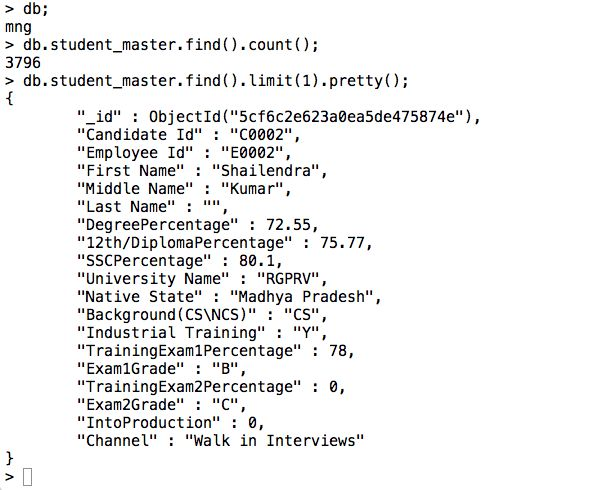 > db;
mng
> db.student_master.find().count();
3796
> db.student_master.find().limit(1).pretty();
{
        "_id" : ObjectId("5cf6c2e623a0ea5de475874e"),
        "Candidate Id" : "C0002",
        "Employee Id" : "E0002",
        "First Name" : "Shailendra",
        "Middle Name" : "Kumar",
        "Last Name" : "",
        "DegreePercentage" : 72.55,
        "12th/DiplomaPercentage" : 75.77,
        "SSCPercentage" : 80.1,
        "University Name" : "RGPRV",
        "Native State" : "Madhya Pradesh",
        "Background(CS\NCS)" : "CS",
        "Industrial Training" : "Y",
        "TrainingExam1Percentage" : 78,
        "Exam1Grade" : "B",
        "TrainingExam2Percentage" : 0,
        "Exam2Grade" : "C",
        "IntoProduction" : 0,
        "Channel" : "Walk in Interviews"
}
>